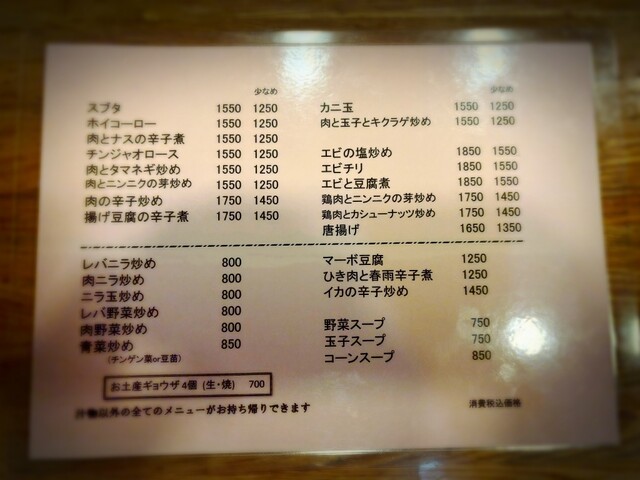 少なめ
スブタ 1550 1250
ホイコーロー 1550 1250
肉とナスの辛子煮 1550 1250
チンジャオロース 1550 1250
肉とタマネギ炒め 1550 1250
肉とニンニクの芽炒め 1550 1250
肉の辛子炒め 1750 1450
揚げ豆腐の辛子煮 1750 1450
少なめ
カニ玉 1550 1250
肉と玉子とキクラゲ炒め 1550 1250
エビの塩炒め 1850 1550
エビチリ 1850 1550
エビと豆腐煮 1850 1550
鶏肉とニンニクの芽炒め 1750 1450
鶏肉とカシューナッツ炒め 1750 1450
唐揚げ 1650 1350
レバニラ炒め 800
肉ニラ炒め 800
ニラ玉炒め 800
レバ野菜炒め 800
肉野菜炒め 800
青菜炒め 850
(チンゲン菜or豆苗)
マーボ豆腐 1250
ひき肉と春雨辛子煮 1250
イカの辛子炒め 1450
野菜スープ 750
玉子スープ 750
コーンスープ 850
お土産ギョウザ4個 (生・焼) 700
汁物以外の全てのメニューがお持ち帰りできます
消費税込価格